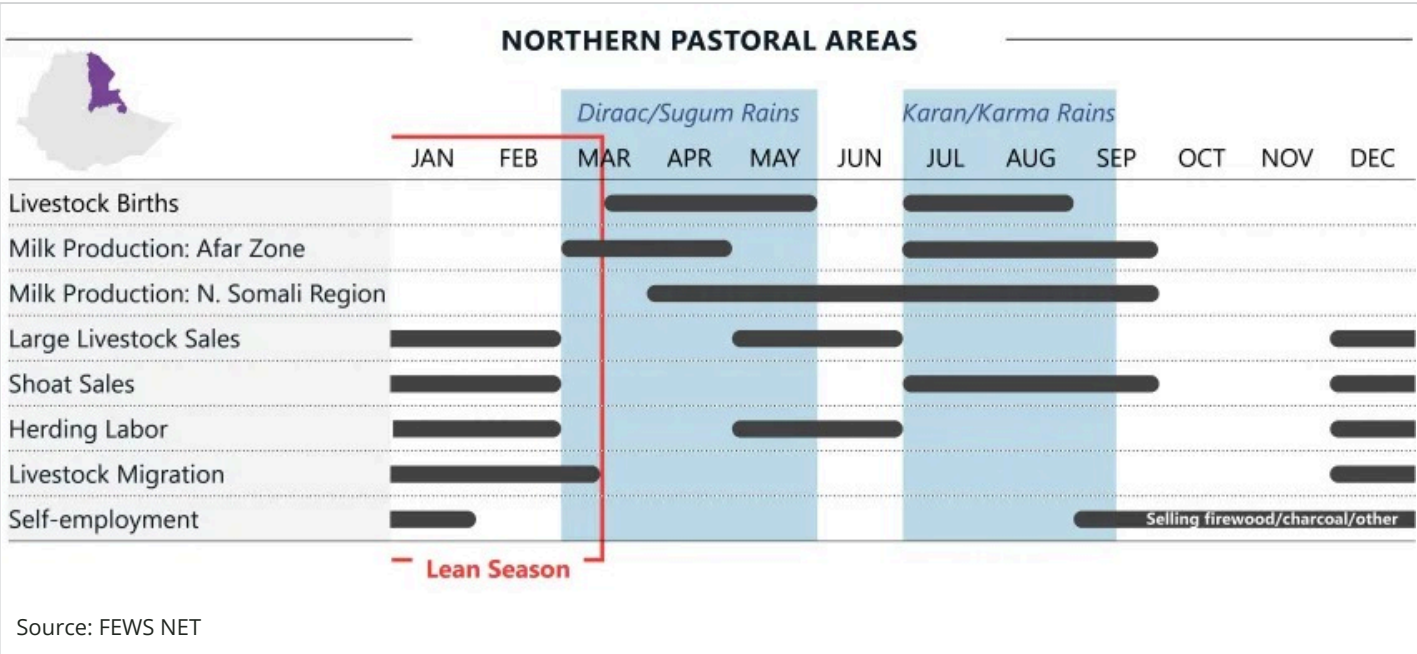 NORTHERN PASTORAL AREAS
Diraac/Sugum Rains Karan/Karma Rains
JAN FEB MAR APR MAY JUN JUL AUG SEP OCT NOV DEC
Livestock Births
Milk Production: Afar Zone
Milk Production: N. Somali Region
Large Livestock Sales
Shoat Sales
Herding Labor
Livestock Migration
Self-employment Selling firewood/charcoal/other
Lean Season
Source: FEWS NET